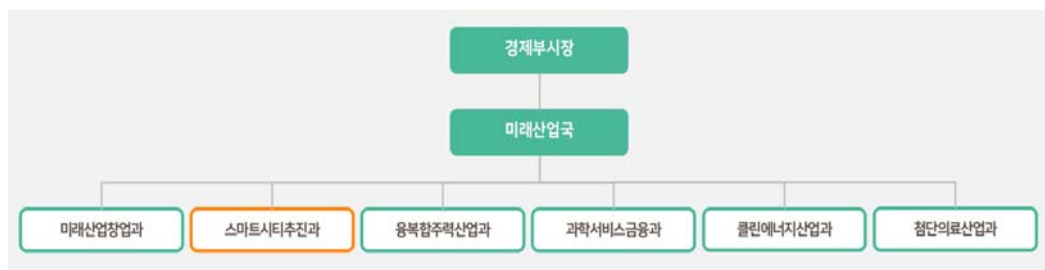 경제부시장
미래산업국
미래산업창업과 스마트시티추진과 융복합주력산업과 과학서비스금융과 클린에너지산업과 첨단의료산업과